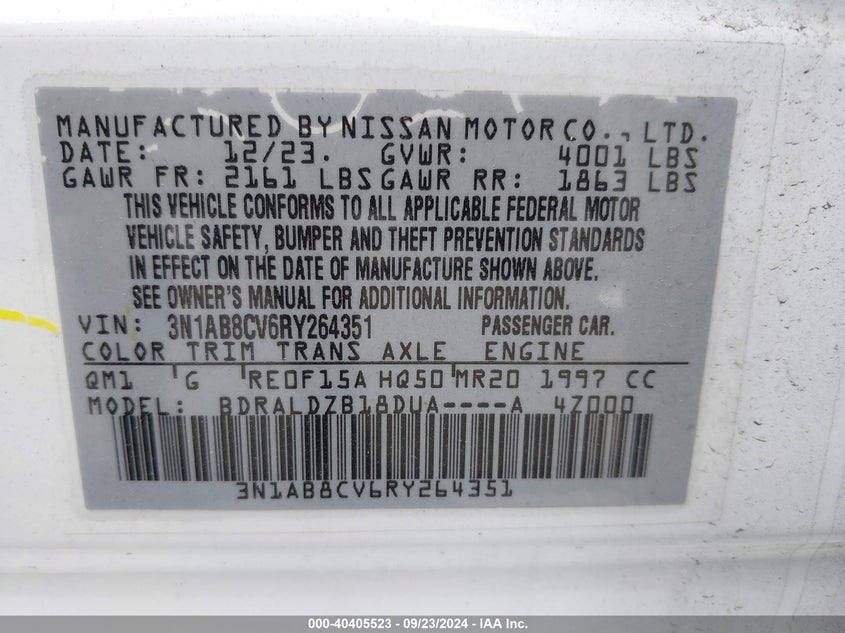 MANUFACTURED BY NISSAN MOTOR CO., LTD.
DATE: 12/23. GVWR: 4001 LBS
GAWR FR: 2161 LBS GAWR RR: 1863 LBS
THIS VEHICLE CONFORMS TO ALL APPLICABLE FEDERAL MOTOR
VEHICLE SAFETY, BUMPER AND THEFT PREVENTION STANDARDS
IN EFFECT ON THE DATE OF MANUFACTURE SHOWN ABOVE.
SEE OWNER'S MANUAL FOR ADDITIONAL INFORMATION.
VIN: 3N1AB8CV6RY264351 PASSENGER CAR.
COLOR TRIM TRANS AXLE ENGINE
QM1 G RE0F15A HQ50 MR20 1997 CC
MODEL: BDRALDZB18DUA----A 4Z000
3N1AB8CV6RY264351
000-40405523 - 09/23/2024 - IAA Inc.